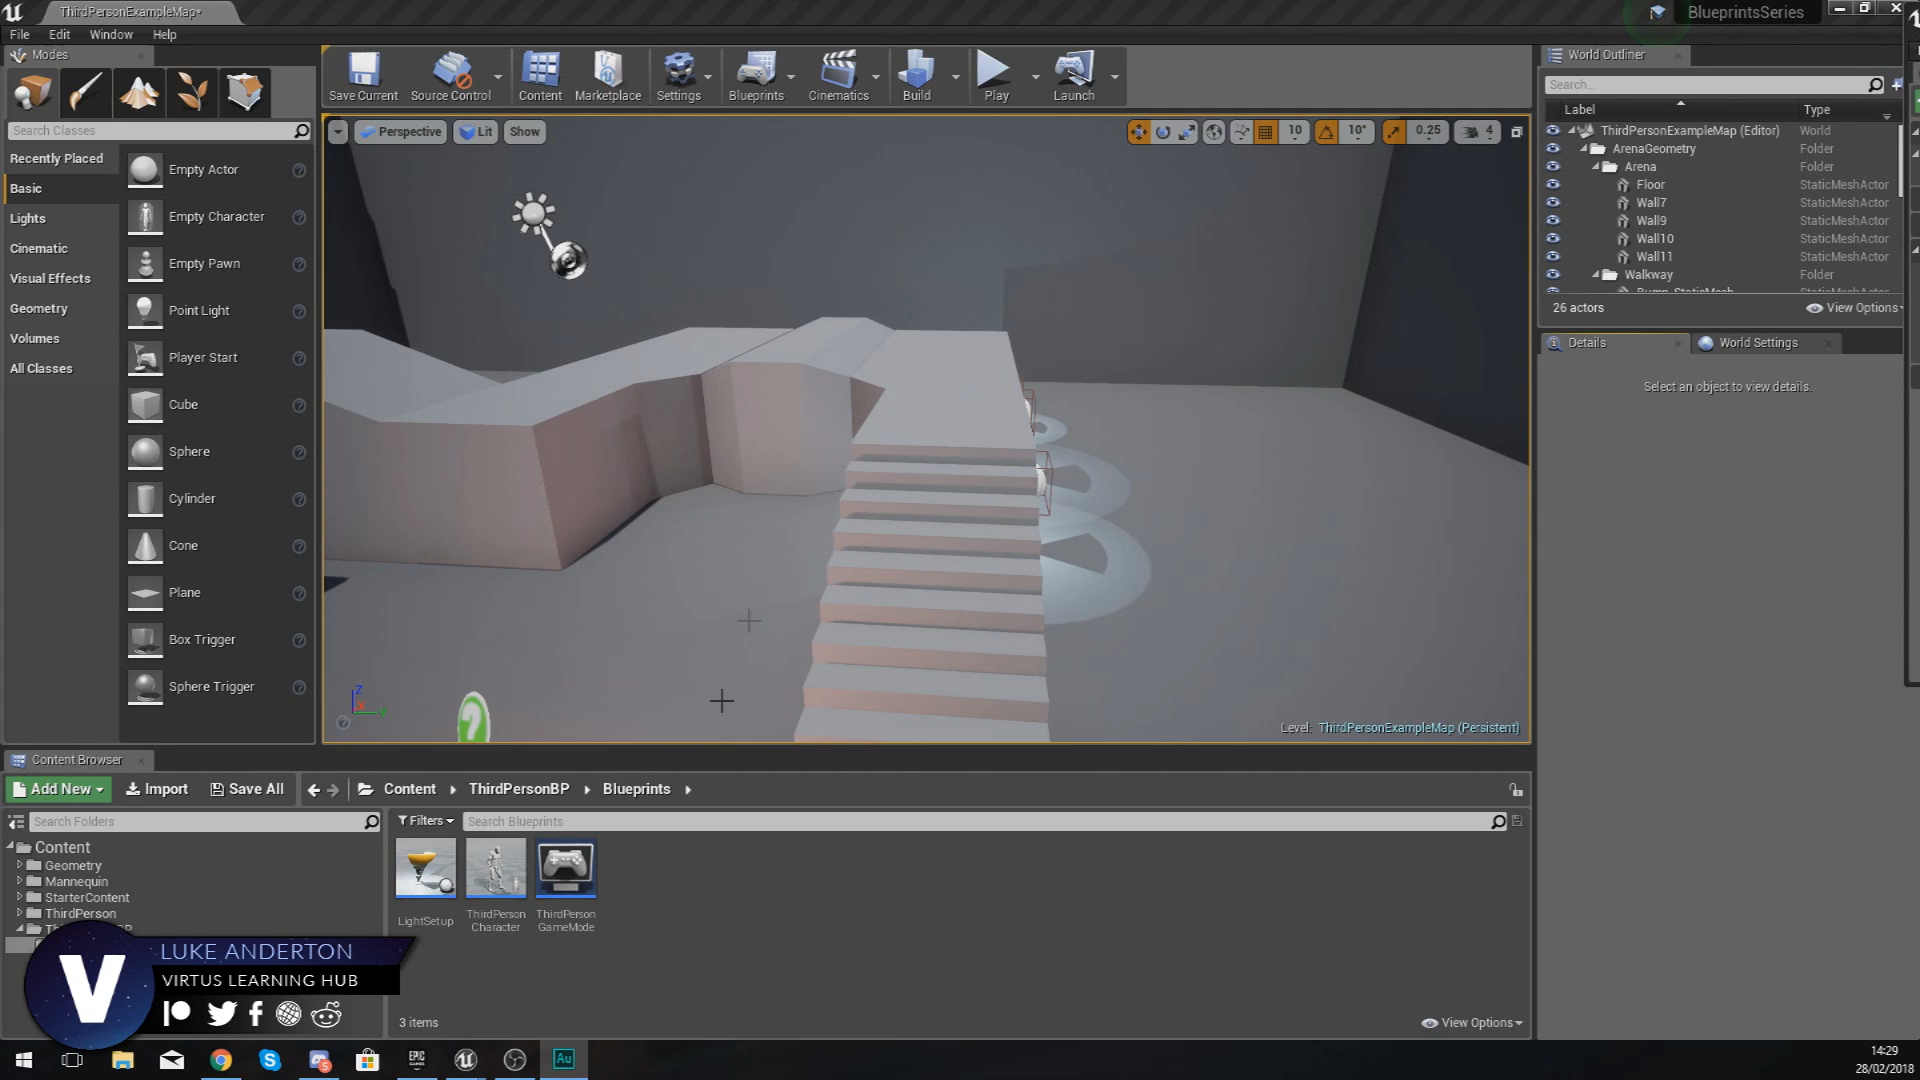 ThirdPersonExampleMap*
BlueprintsSeries
File Edit Window Help
Modes
Search Classes
Recently Placed
Basic
Lights
Cinematic
Visual Effects
Geometry
Volumes
All Classes
Empty Actor
Empty Character
Empty Pawn
Point Light
Player Start
Cube
Sphere
Cylinder
Cone
Plane
Box Trigger
Sphere Trigger
Save Current
Source Control
Content
Marketplace
Settings
Blueprints
Cinematics
Build
Play
Launch
Perspective
Lit
Show
10
10°
0.25
4
Z
Level: ThirdPersonExampleMap (Persistent)
World Outliner
Search...
Label Type
ThirdPersonExampleMap (Editor) World
ArenaGeometry Folder
Arena Folder
Floor StaticMeshActor
Wall7 StaticMeshActor
Wall9 StaticMeshActor
Wall10 StaticMeshActor
Wall11 StaticMeshActor
Walkway Folder
26 actors
View Options
Details
World Settings
Select an object to view details.
Content Browser
Add New
Import
Save All
Content
ThirdPersonBP
Blueprints
Search Folders
Filters
Search Blueprints
Content
Geometry
Mannequin
StarterContent
ThirdPerson
LightSetup
ThirdPerson
Character
ThirdPerson
GameMode
3 items
View Options
V
LUKE ANDERTON
VIRTUS LEARNING HUB
EPIC
GAMES
5
Au
14:29
28/02/2018